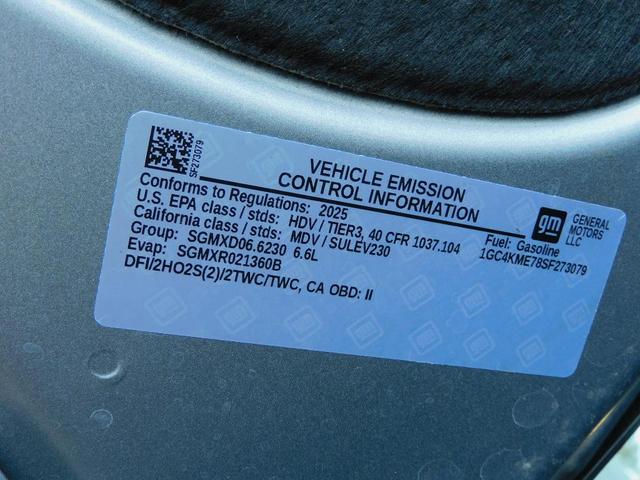 SF273079
VEHICLE EMISSION
CONTROL INFORMATION
Conforms to Regulations: 2025
U.S. EPA class / stds: HDV / TIER3, 40 CFR 1037.104
California class / stds: MDV / SULEV230
Group: SGMXD06.6230 6.6L
Evap: SGMXR021360B
DFI/2HO2S(2)/2TWC/TWC, CA OBD: II
Fuel: Gasoline
1GC4KME78SF273079
gm
GENERAL
MOTORS
LLC